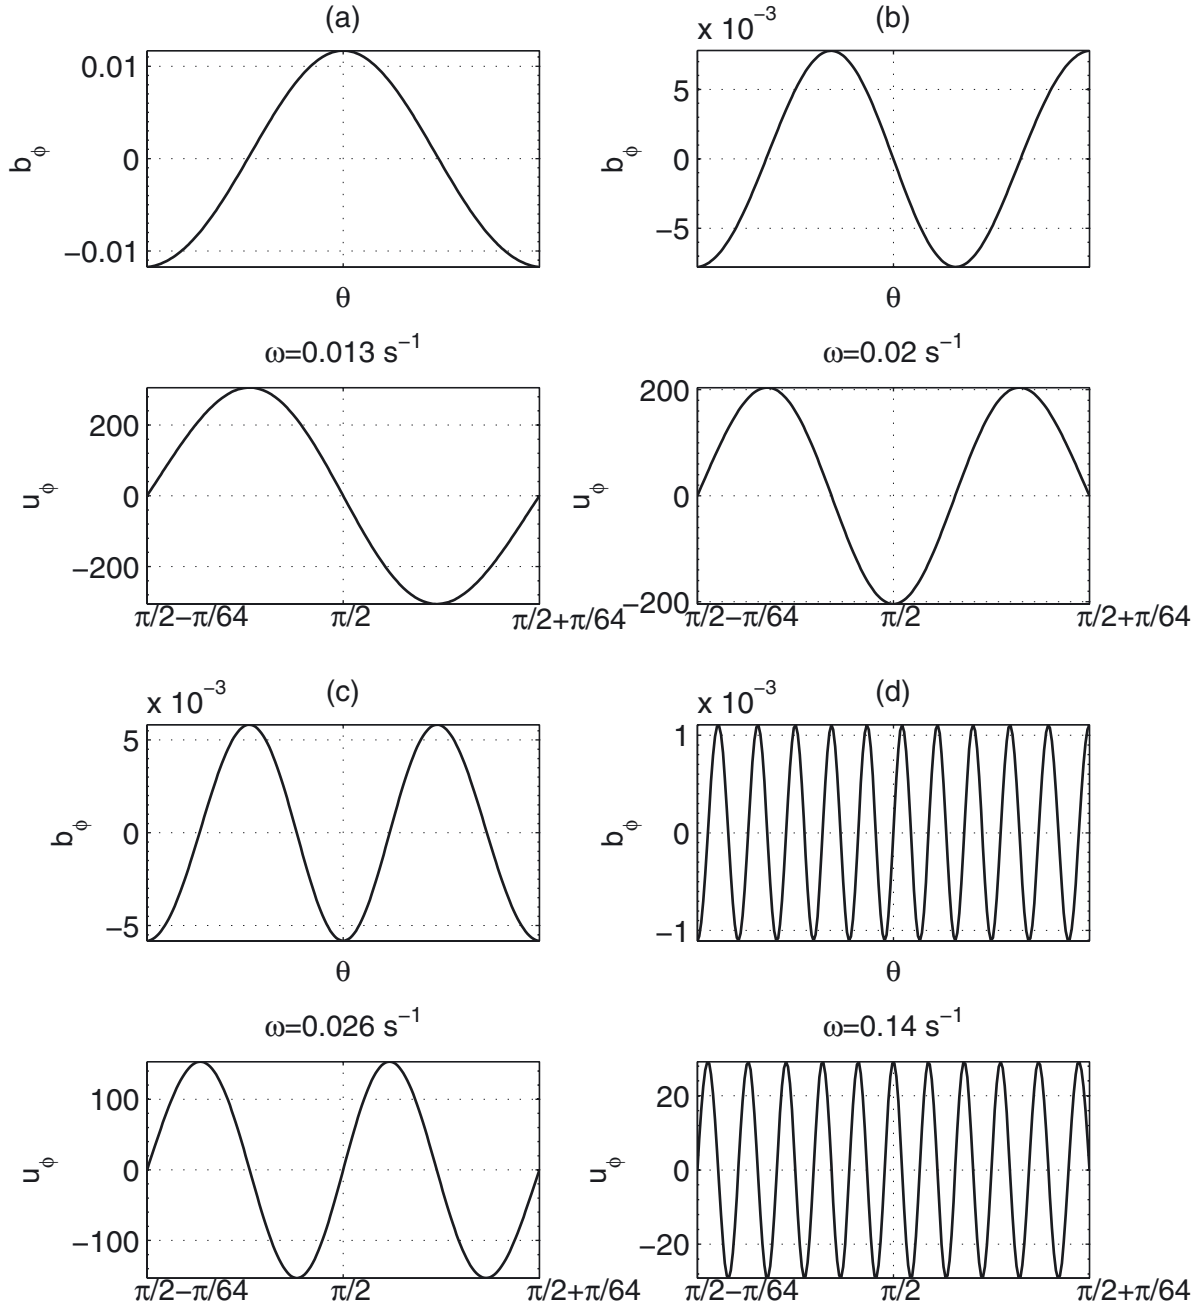 (a)
0.01
0
−0.01
b_ϕ
θ
(b)
x 10^−3
5
0
−5
b_ϕ
θ
ω=0.013 s^−1
200
0
−200
u_ϕ
π/2−π/64
π/2
π/2+π/64
ω=0.02 s^−1
200
0
−200
u_ϕ
π/2−π/64
π/2
π/2+π/64
(c)
x 10^−3
5
0
−5
b_ϕ
θ
(d)
x 10^−3
1
0
−1
b_ϕ
θ
ω=0.026 s^−1
100
0
−100
u_ϕ
π/2−π/64
π/2
π/2+π/64
ω=0.14 s^−1
20
0
−20
u_ϕ
π/2−π/64
π/2
π/2+π/64